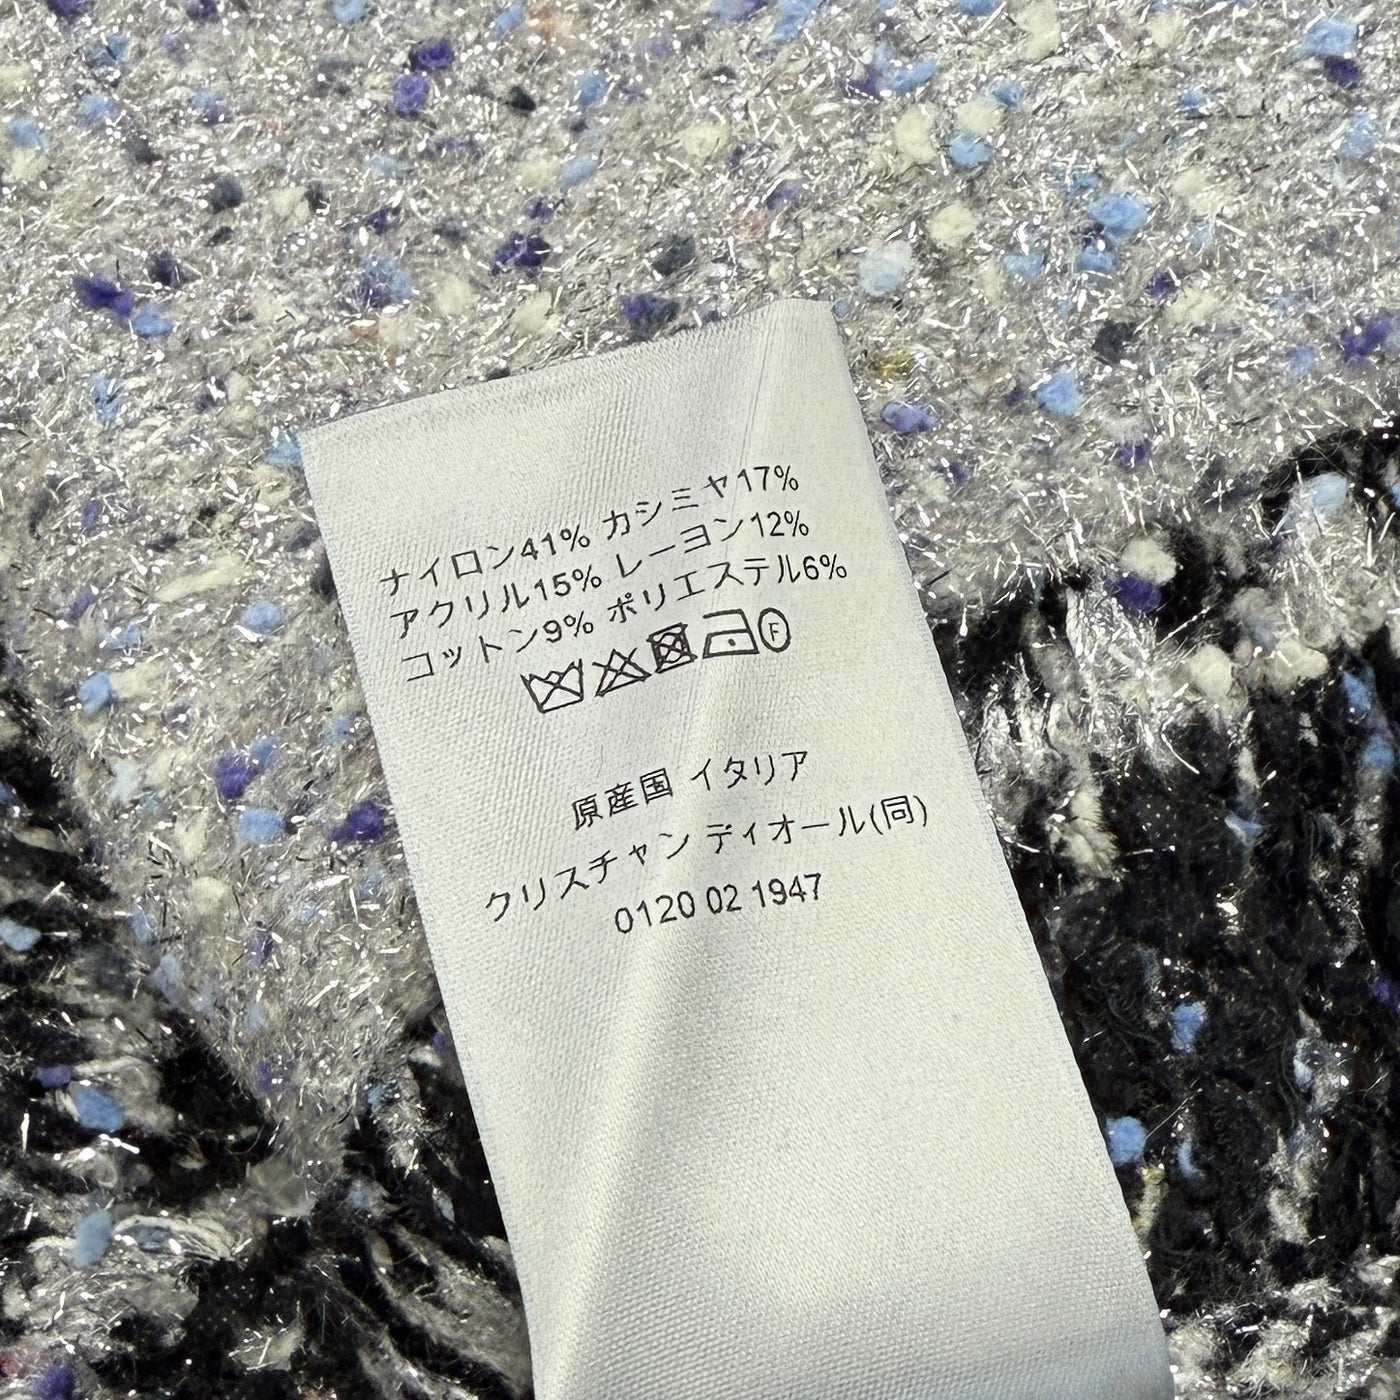 ナイロン41% カシミヤ17%
アクリル15% レーヨン12%
コットン9% ポリエステル6%
F
原産国 イタリア
クリスチャン ディオール(同)
0120 02 1947